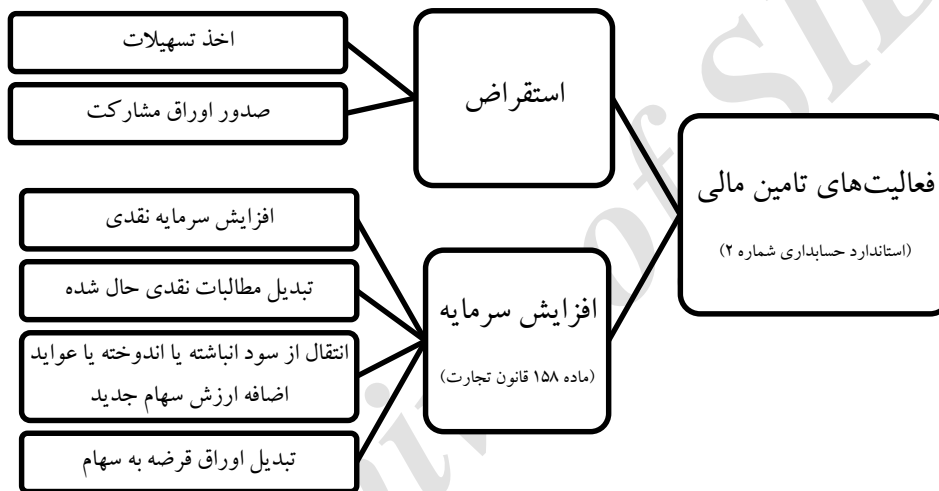 فعالیت‌های تامین مالی
(استاندارد حسابداری شماره ۲)
استقراض
اخذ تسهیلات
صدور اوراق مشارکت
افزایش سرمایه
(ماده ۱۵۸ قانون تجارت)
افزایش سرمایه نقدی
تبدیل مطالبات نقدی حال شده
انتقال از سود انباشته یا اندوخته یا عواید
اضافه ارزش سهام جدید
تبدیل اوراق قرضه به سهام
of SI